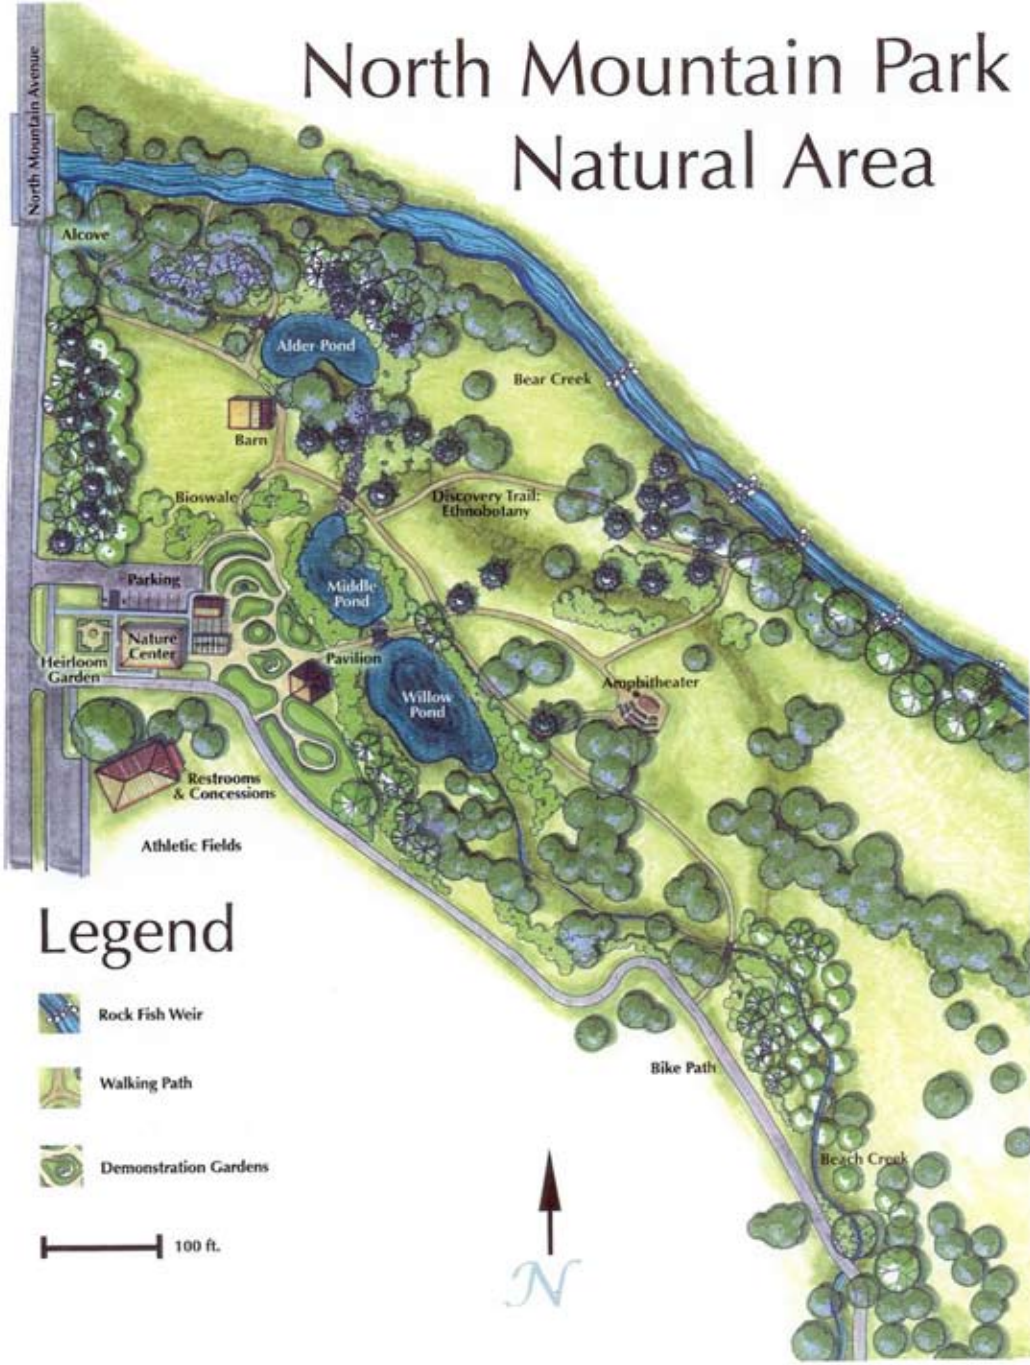 North Mountain Park
Natural Area
North Mountain Avenue
Alcove
Alder Pond
Bear Creek
Barn
Bioswale
Discovery Trail:
Ethnobotany
Parking
Middle
Pond
Nature
Center
Heirloom
Garden
Pavilion
Willow
Pond
Amphitheater
Restrooms
& Concessions
Athletic Fields
Legend
Rock Fish Weir
Walking Path
Demonstration Gardens
100 ft.
Bike Path
Beach Creek
N